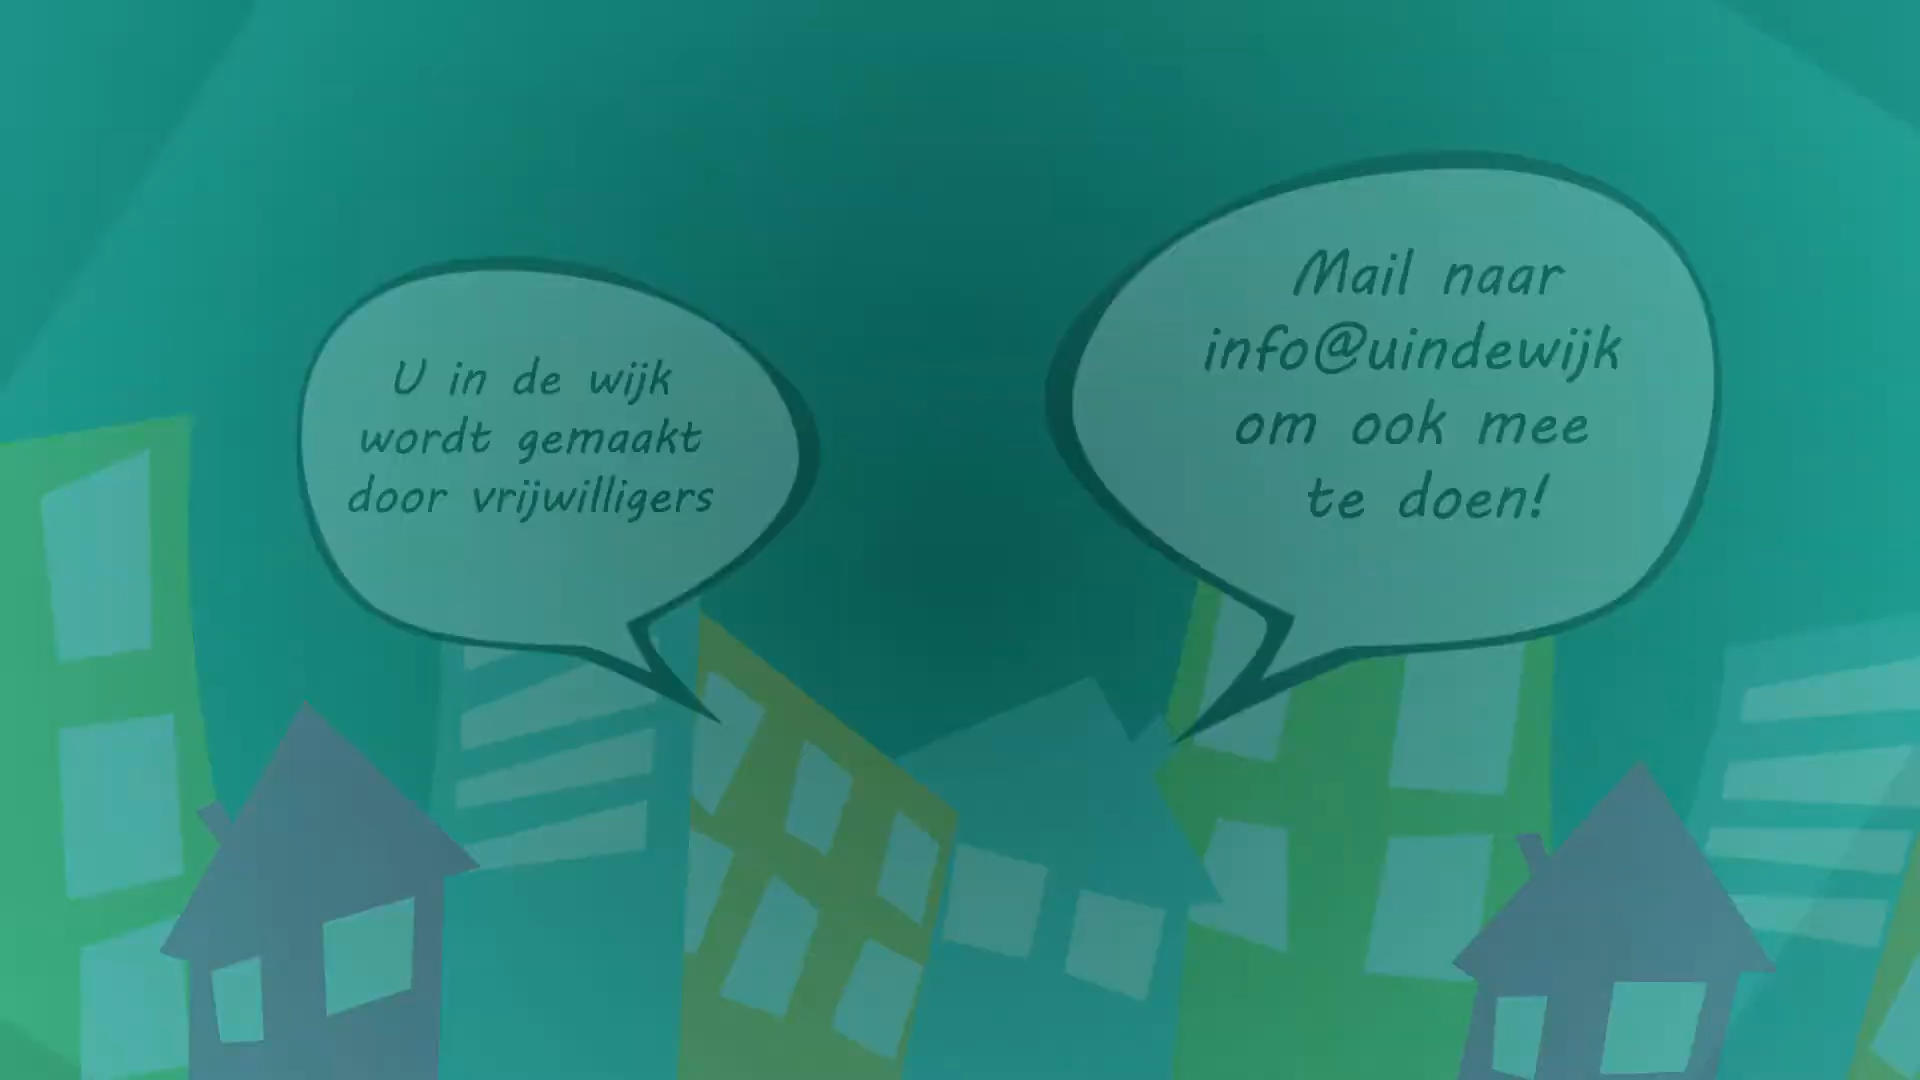 U in de wijk
wordt gemaakt
door vrijwilligers
Mail naar
info@uindewijk
om ook mee
te doen!